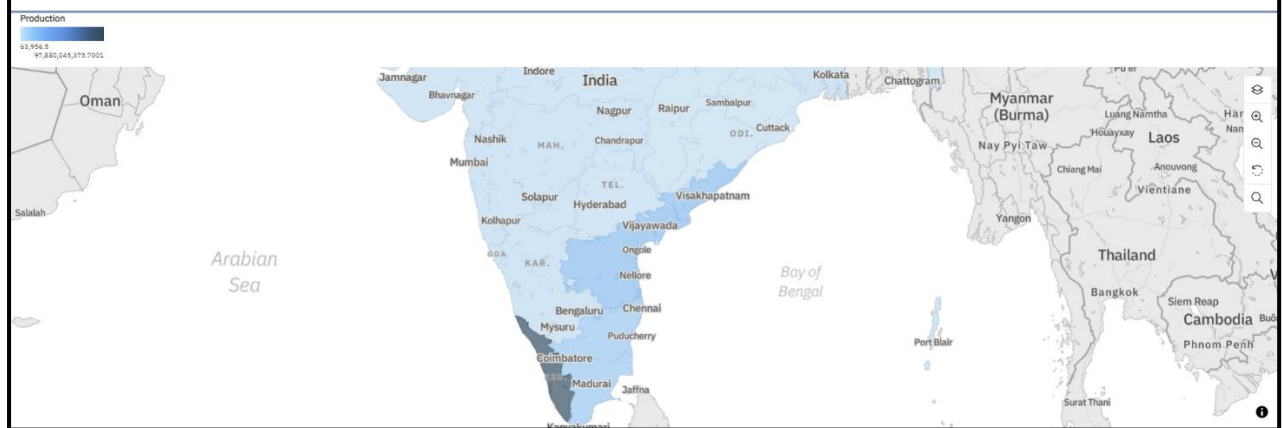 Production
63,956.5
97,880,045,375.7001
Indore
India
Kolkata
Chattogram
Jamnagar
Bhavnagar
Oman
Nagpur
Raipur
Sambalpur
Myanmar
(Burma)
Luang Namtha
Nashik
MAH.
Chandrapur
ODI.
Cuttack
Nay Pyi Taw
Houayxay
Laos
Mumbai
Chiang Mai
Anouvong
Vientiane
Solapur
TEL.
Hyderabad
Visakhapatnam
Salalah
Kolhapur
Vijayawada
Yangon
GOA
KAR.
Ongole
Thailand
Arabian
Sea
Nellore
Bay of
Bengal
Bangkok
Siem Reap
Bengaluru
Chennai
Cambodia
Mysuru
Puducherry
Port Blair
Phnom Penh
Coimbatore
KER.
Madurai
Jaffna
Surat Thani
Kanyakumari